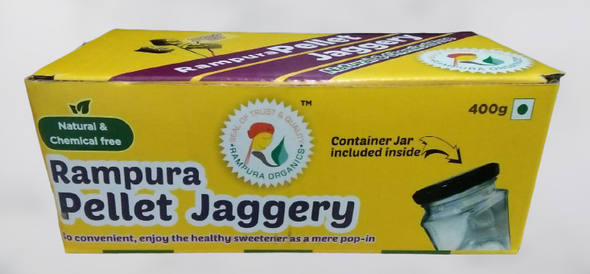 Rampura Pellet
Jaggery
Natural &
Chemical free
SEAL OF TRUST & QUALITY
RAMPURA ORGANICS
TM
400g
Container Jar
included inside
Rampura
Pellet Jaggery
So convenient, enjoy the healthy sweetener as a mere pop-in